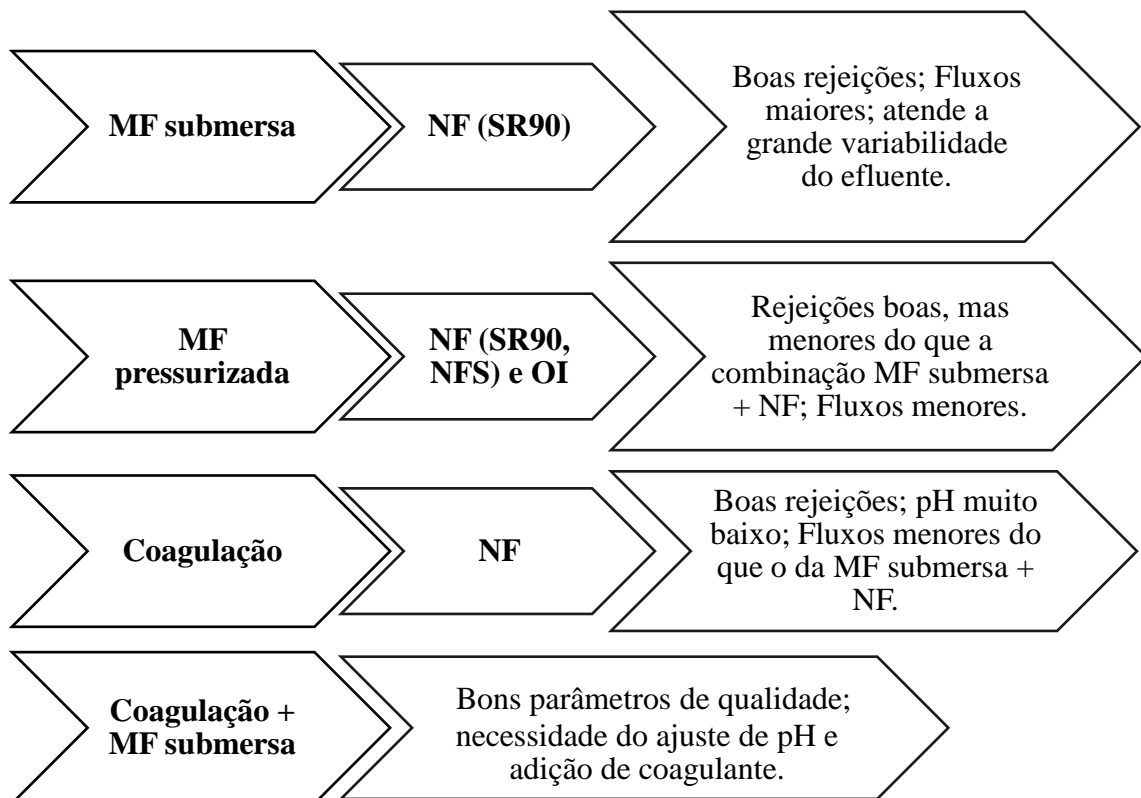 MF submersa
NF (SR90)
Boas rejeições; Fluxos
maiores; atende a
grande variabilidade
do efluente.
MF
pressurizada
NF (SR90,
NFS) e OI
Rejeições boas, mas
menores do que a
combinação MF submersa
+ NF; Fluxos menores.
Coagulação
NF
Boas rejeições; pH muito
baixo; Fluxos menores do
que o da MF submersa +
NF.
Coagulação +
MF submersa
Bons parâmetros de qualidade;
necessidade do ajuste de pH e
adição de coagulante.